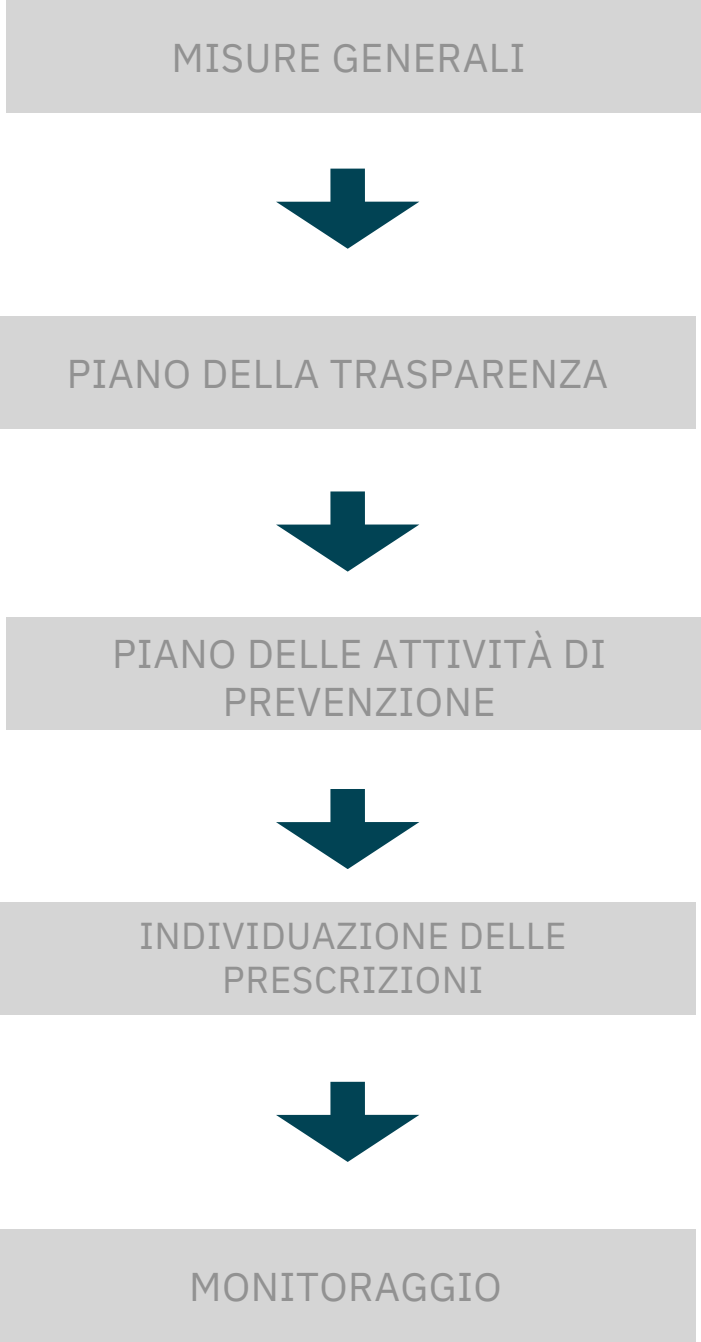 MISURE GENERALI
PIANO DELLA TRASPARENZA
PIANO DELLE ATTIVITÀ DI
PREVENZIONE
INDIVIDUAZIONE DELLE
PRESCRIZIONI
MONITORAGGIO